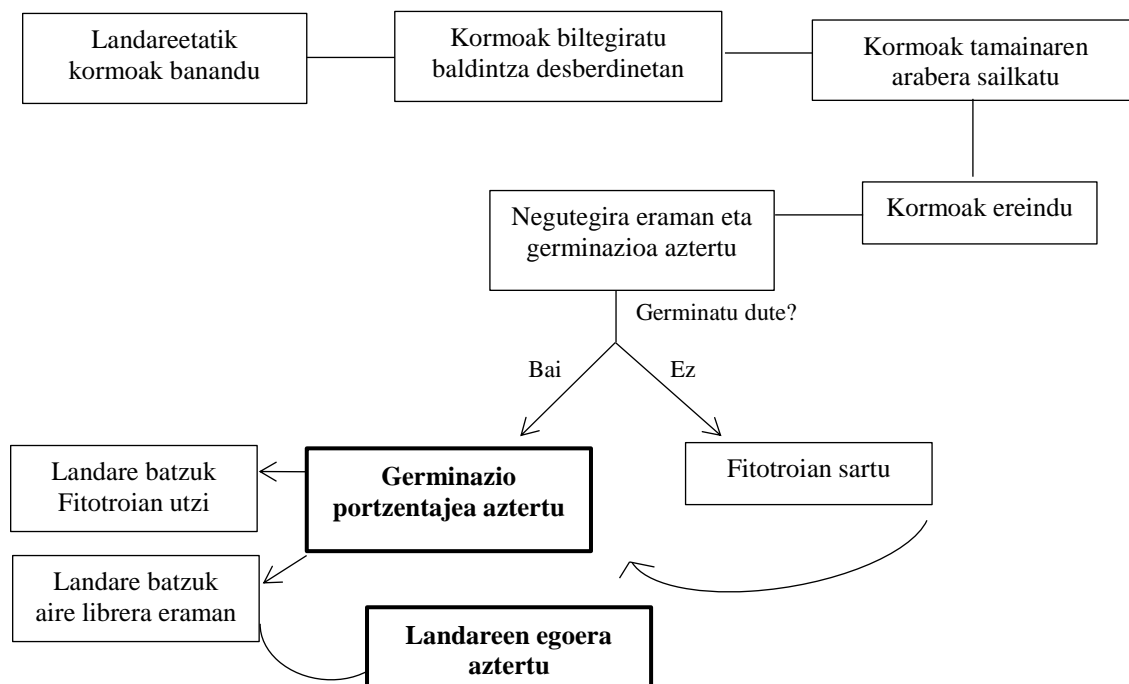 Landareetatik
kormoak banandu
Kormoak biltegiratu
baldintza desberdinetan
Kormoak tamainaren
arabera sailkatu
Kormoak ereindu
Negutegira eraman eta
germinazioa aztertu
Germinatu dute?
Bai
Ez
Germinazio
portzentajea aztertu
Fitotroian sartu
Landare batzuk
Fitotroian utzi
Landare batzuk
aire librera eraman
Landareen egoera
aztertu